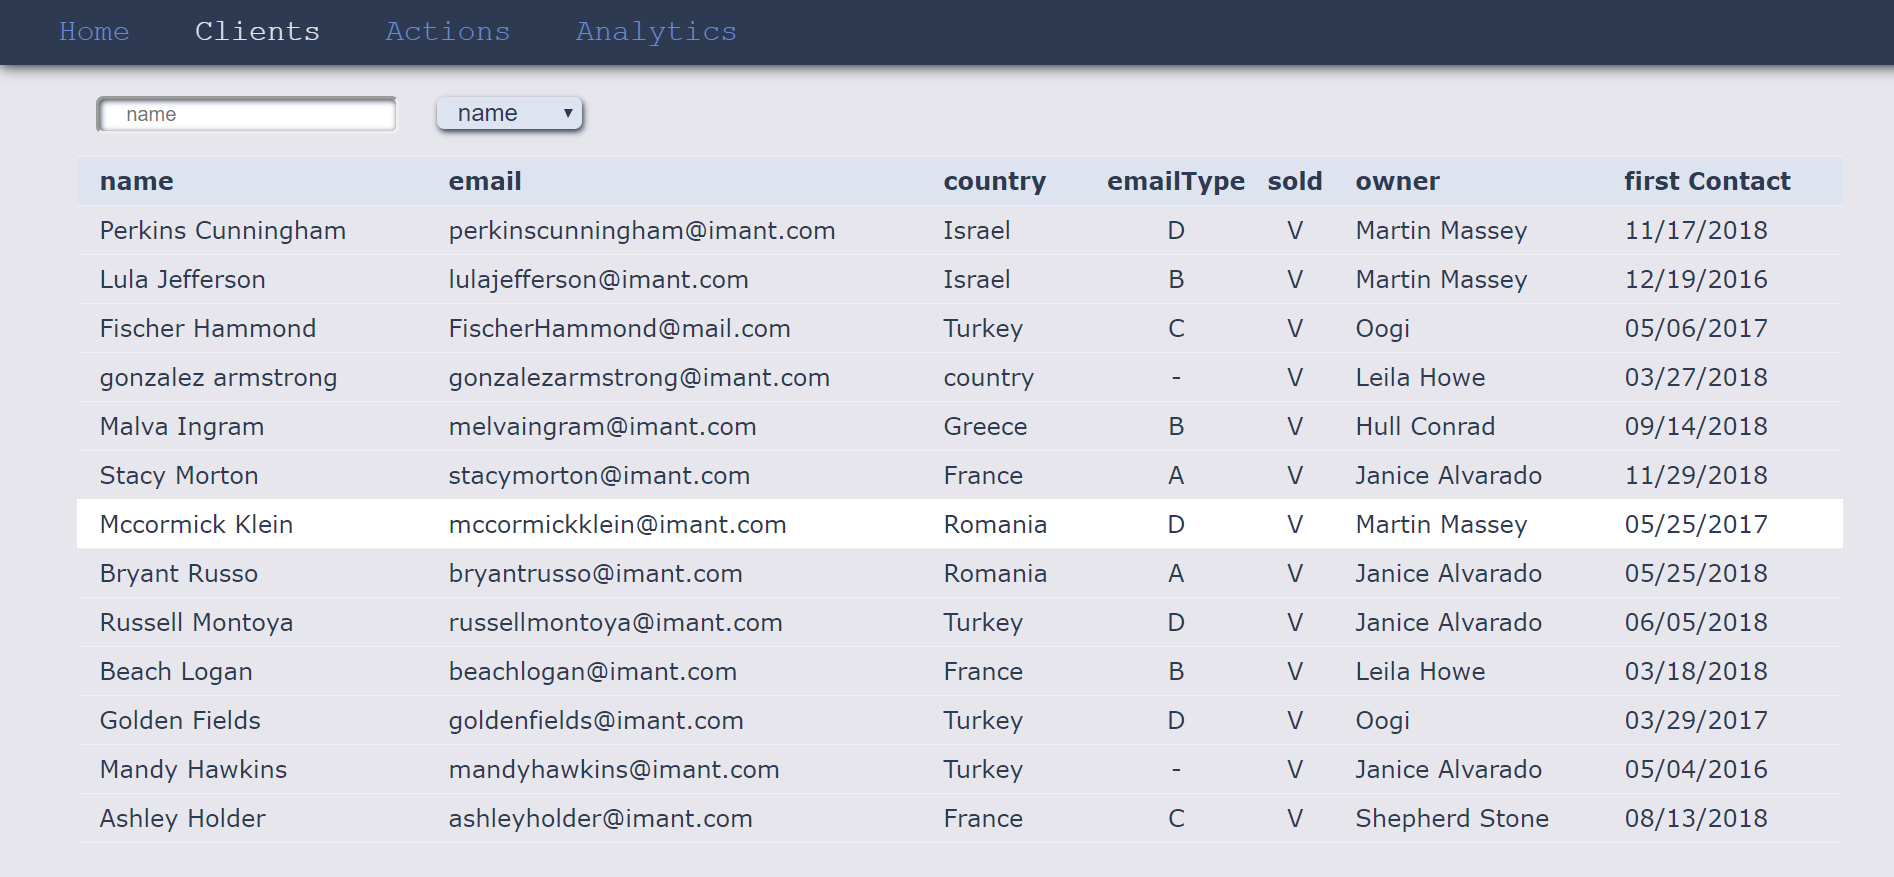 Home Clients Actions Analytics
name name
name email country emailType sold owner first Contact
Perkins Cunningham perkinscunningham@imant.com Israel D V Martin Massey 11/17/2018
Lula Jefferson lulajefferson@imant.com Israel B V Martin Massey 12/19/2016
Fischer Hammond FischerHammond@mail.com Turkey C V Oogi 05/06/2017
gonzalez armstrong gonzalezarmstrong@imant.com country - V Leila Howe 03/27/2018
Malva Ingram melvaingram@imant.com Greece B V Hull Conrad 09/14/2018
Stacy Morton stacymorton@imant.com France A V Janice Alvarado 11/29/2018
Mccormick Klein mccormickklein@imant.com Romania D V Martin Massey 05/25/2017
Bryant Russo bryantrusso@imant.com Romania A V Janice Alvarado 05/25/2018
Russell Montoya russellmontoya@imant.com Turkey D V Janice Alvarado 06/05/2018
Beach Logan beachlogan@imant.com France B V Leila Howe 03/18/2018
Golden Fields goldenfields@imant.com Turkey D V Oogi 03/29/2017
Mandy Hawkins mandyhawkins@imant.com Turkey - V Janice Alvarado 05/04/2016
Ashley Holder ashleyholder@imant.com France C V Shepherd Stone 08/13/2018